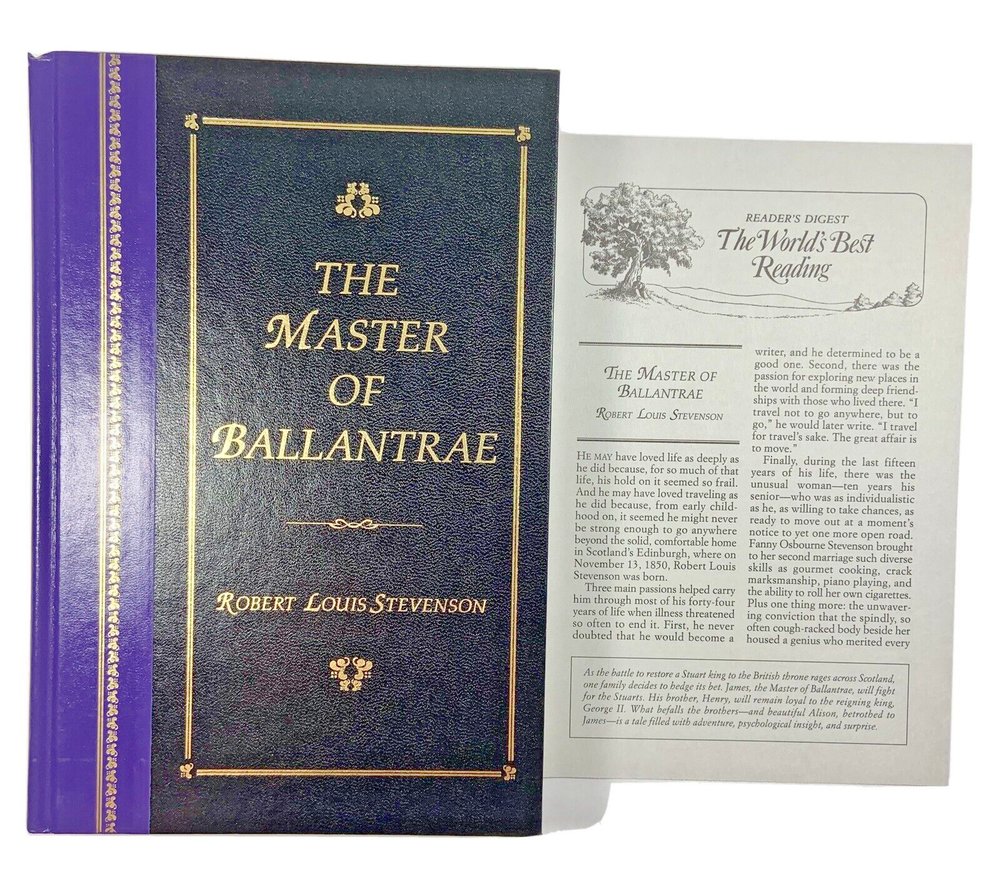 THE
MASTER
OF
BALLANTRAE
ROBERT LOUIS STEVENSON
READER'S DIGEST
The World's Best
Reading
THE MASTER OF
BALLANTRAE
ROBERT LOUIS STEVENSON
HE MAY have loved life as deeply as
he did because, for so much of that
life, his hold on it seemed so frail.
And he may have loved traveling as
he did because, from early child-
hood on, it seemed he might never
be strong enough to go anywhere
beyond the solid, comfortable home
in Scotland's Edinburgh, where on
November 13, 1850, Robert Louis
Stevenson was born.
Three main passions helped carry
him through most of his forty-four
years of life when illness threatened
so often to end it. First, he never
doubted that he would become a
writer, and he determined to be a
good one. Second, there was the
passion for exploring new places in
the world and forming deep friend-
ships with those who lived there. "I
travel not to go anywhere, but to
go," he would later write. "I travel
for travel's sake. The great affair is
to move."
Finally, during the last fifteen
years of his life, there was the
unusual woman—ten years his
senior—who was as individualistic
as he, as willing to take chances, as
ready to move out at a moment's
notice to yet one more open road.
Fanny Osbourne Stevenson brought
to her second marriage such diverse
skills as gourmet cooking, crack
marksmanship, piano playing, and
the ability to roll her own cigarettes.
Plus one thing more: the unwaver-
ing conviction that the spindly, so
often cough-racked body beside her
housed a genius who merited every
As the battle to restore a Stuart king to the British throne rages across Scotland,
one family decides to hedge its bet. James, the Master of Ballantrae, will fight
for the Stuarts. His brother, Henry, will remain loyal to the reigning king,
George II. What befalls the brothers—and beautiful Alison, betrothed to
James—is a tale filled with adventure, psychological insight, and surprise.